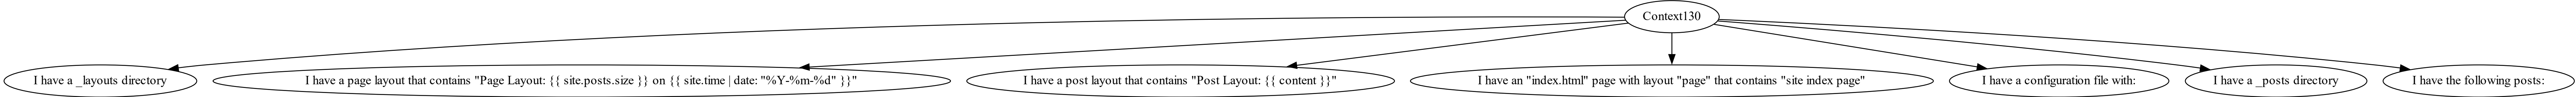 Context130
I have a _layouts directory
I have a page layout that contains "Page Layout: {{ site.posts.size }} on {{ site.time | date: "%Y-%m-%d" }}"
I have a post layout that contains "Post Layout: {{ content }}"
I have an "index.html" page with layout "page" that contains "site index page"
I have a configuration file with:
I have a _posts directory
I have the following posts: